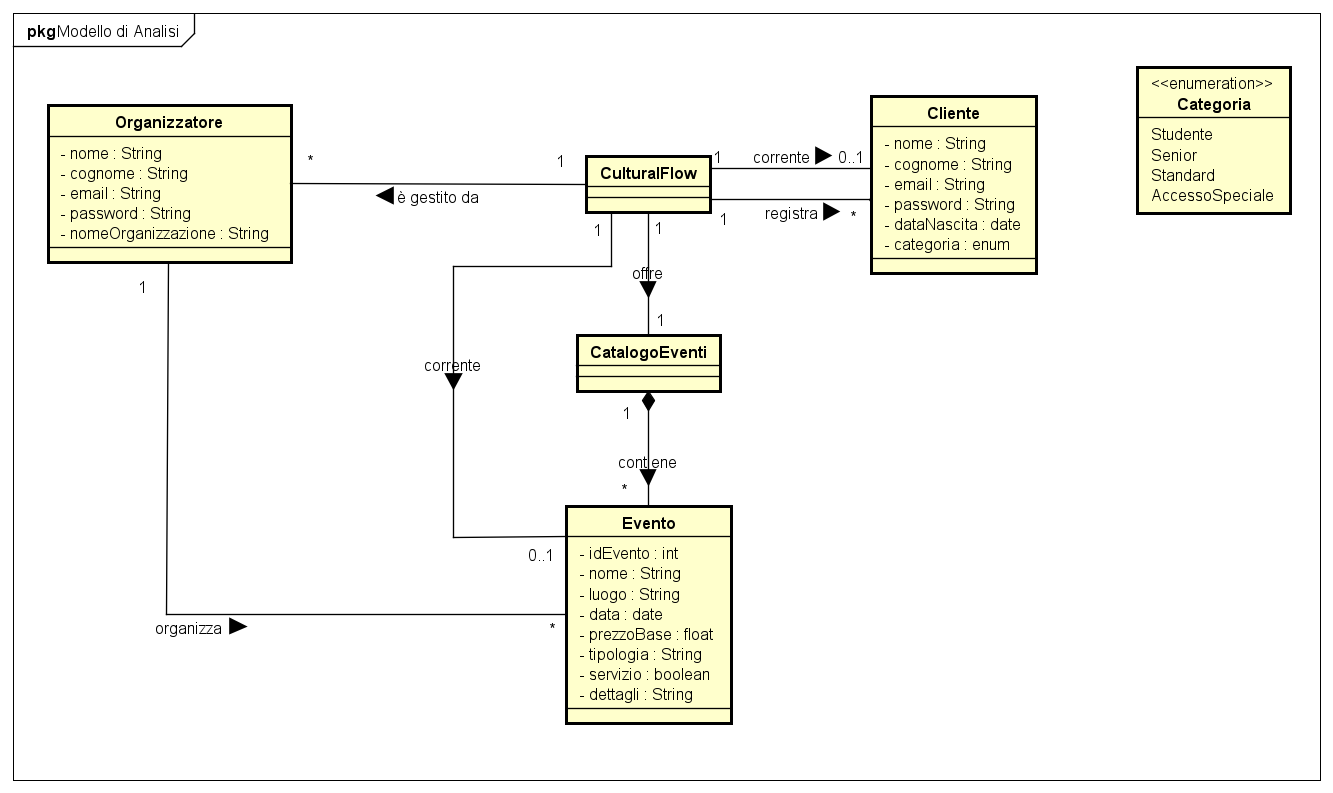 pkgModello di Analisi
Organizzatore
- nome : String
- cognome : String
- email : String
- password : String
- nomeOrganizzazione : String
*
1
è gestito da
CulturalFlow
1
corrente
0..1
1
registra
*
Cliente
- nome : String
- cognome : String
- email : String
- password : String
- dataNascita : date
- categoria : enum
<<enumeration>>
Categoria
Studente
Senior
Standard
AccessoSpeciale
1
1
offre
1
corrente
0..1
CatalogoEventi
1
contiene
*
1
organizza
*
Evento
- idEvento : int
- nome : String
- luogo : String
- data : date
- prezzoBase : float
- tipologia : String
- servizio : boolean
- dettagli : String